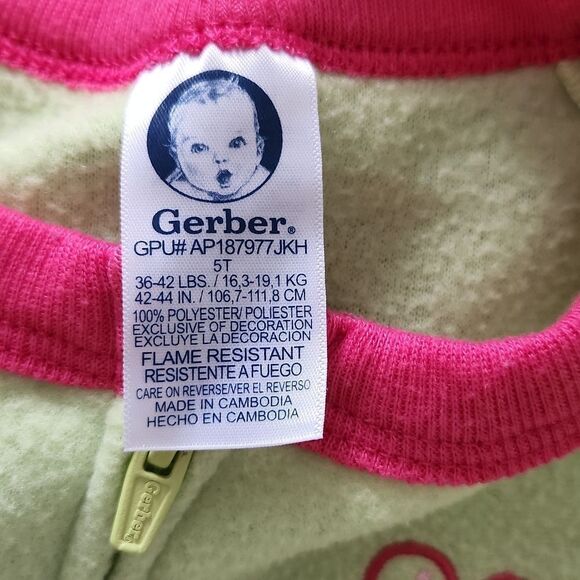 Gerber®
GPU# AP187977JKH
5T
36-42 LBS. / 16,3-19,1 KG
42-44 IN. / 106,7-111,8 CM
100% POLYESTER/ POLIESTER
EXCLUSIVE OF DECORATION
EXCLUYE LA DECORACION
FLAME RESISTANT
RESISTENTE A FUEGO
CARE ON REVERSE/VER EL REVERSO
MADE IN CAMBODIA
HECHO EN CAMBODIA
Gerber